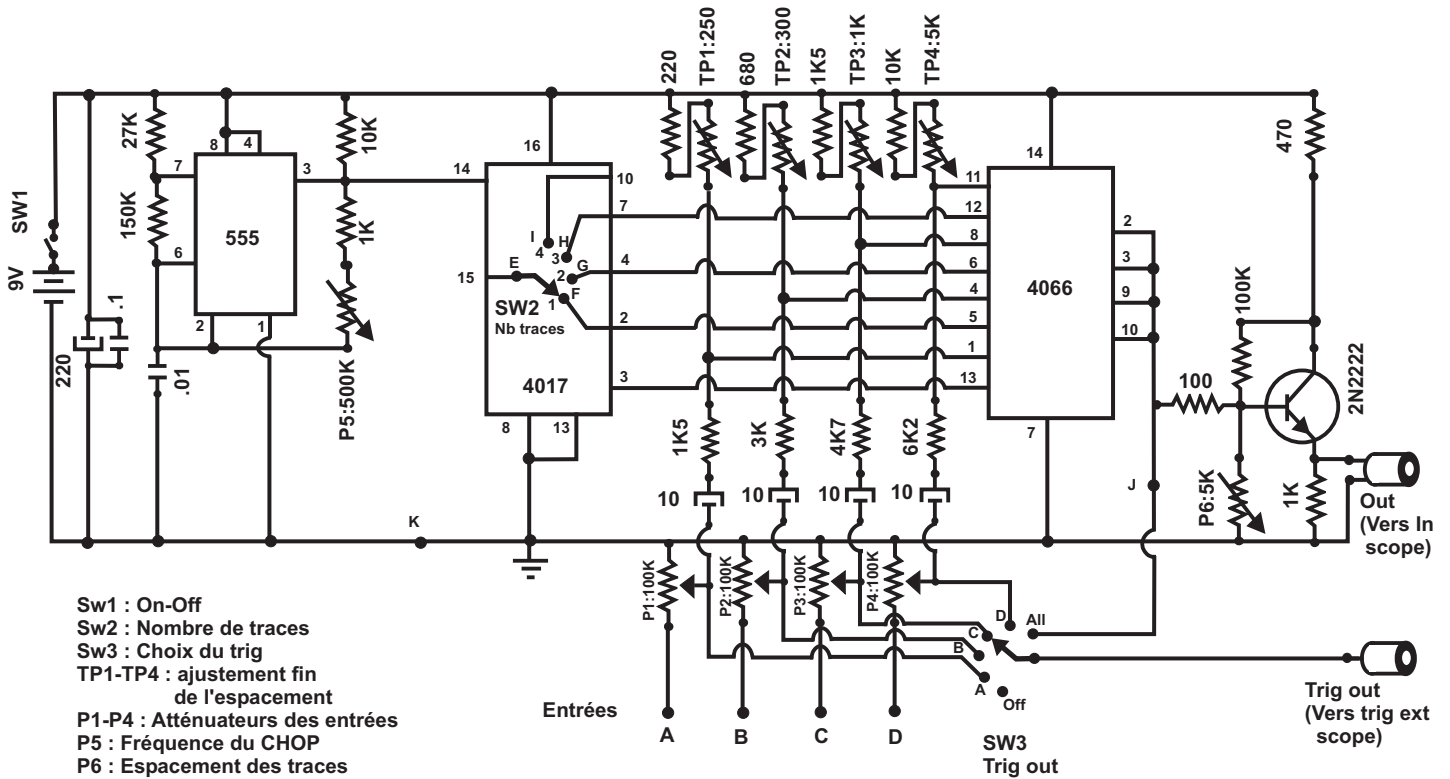 220
TP1:250
680
TP2:300
1K5
TP3:1K
10K
TP4:5K
SW1
9V
220
.1
27K
150K
.01
7
6
8
4
3
2
1
555
10K
1K
P5:500K
14
15
16
10
7
4
2
3
8
13
E
I
4
H
3
G
2
F
1
SW2
Nb traces
4017
14
11
12
8
6
4
5
1
13
7
2
3
9
10
4066
470
100K
100
2N2222
P6:5K
1K
J
K
1K5
3K
4K7
6K2
10
10
10
10
Out
(Vers In
scope)
P1:100K
P2:100K
P3:100K
P4:100K
D
All
C
B
A
Off
Sw1 : On-Off
Sw2 : Nombre de traces
Sw3 : Choix du trig
TP1-TP4 : ajustement fin
de l'espacement
P1-P4 : Atténuateurs des entrées
P5 : Fréquence du CHOP
P6 : Espacement des traces
Entrées
A
B
C
D
SW3
Trig out
Trig out
(Vers trig ext
scope)